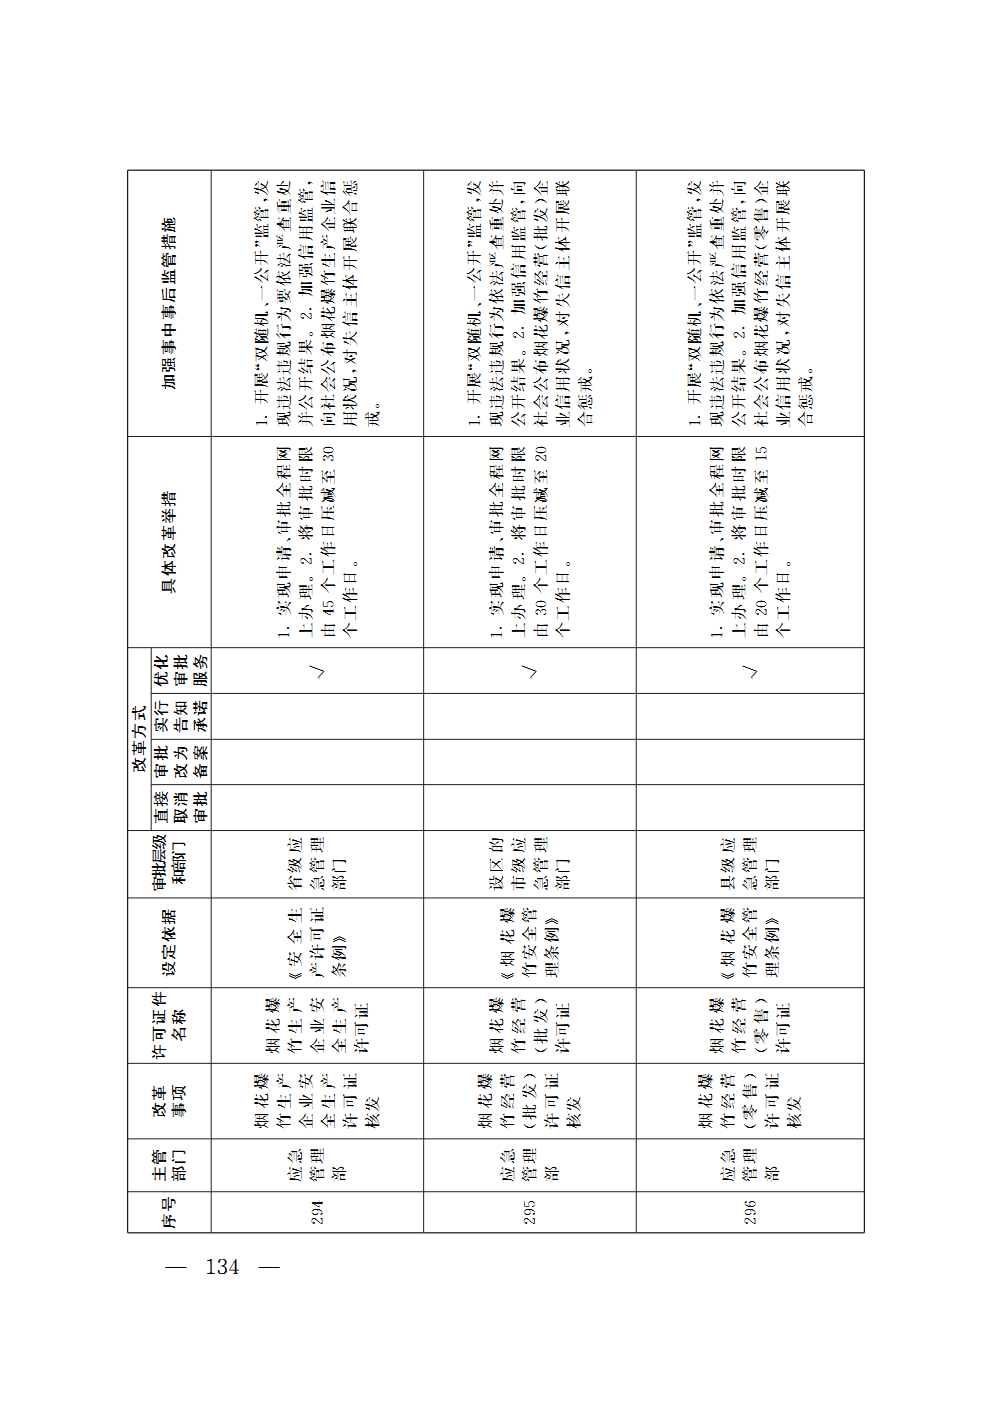 序号
主管
部门
改革
事项
许可证件
名称
设定依据
审批层级
和部门
改革方式
直接
取消
审批
审批
改为
备案
实行
告知
承诺
优化
审批
服务
具体改革举措
加强事中事后监管措施
294
应急
管理
部
烟花爆
竹生产
企业安
全生产
许可证
核发
烟花爆
竹生产
企业安
全生产
许可证
《安全生
产许可证
条例》
省级应
急管理
部门
√
1. 实现申请、审批全程网
上办理。2. 将审批时限
由 45 个工作日压减至 30
个工作日。
1. 开展“双随机、一公开”监管,发
现违法违规行为要依法严查重处
并公开结果。2. 加强信用监管,
向社会公布烟花爆竹生产企业信
用状况,对失信主体开展联合惩
戒。
295
应急
管理
部
烟花爆
竹经营
(批发)
许可证
核发
烟花爆
竹经营
(批发)
许可证
《烟花爆
竹安全管
理条例》
设区的
市级应
急管理
部门
√
1. 实现申请、审批全程网
上办理。2. 将审批时限
由 30 个工作日压减至 20
个工作日。
1. 开展“双随机、一公开”监管,发
现违法违规行为依法严查重处并
公开结果。2. 加强信用监管,向
社会公布烟花爆竹经营(批发)企
业信用状况,对失信主体开展联
合惩戒。
296
应急
管理
部
烟花爆
竹经营
(零售)
许可证
核发
烟花爆
竹经营
(零售)
许可证
《烟花爆
竹安全管
理条例》
县级应
急管理
部门
√
1. 实现申请、审批全程网
上办理。2. 将审批时限
由 20 个工作日压减至 15
个工作日。
1. 开展“双随机、一公开”监管,发
现违法违规行为依法严查重处并
公开结果。2. 加强信用监管,向
社会公布烟花爆竹经营(零售)企
业信用状况,对失信主体开展联
合惩戒。
— 134 —